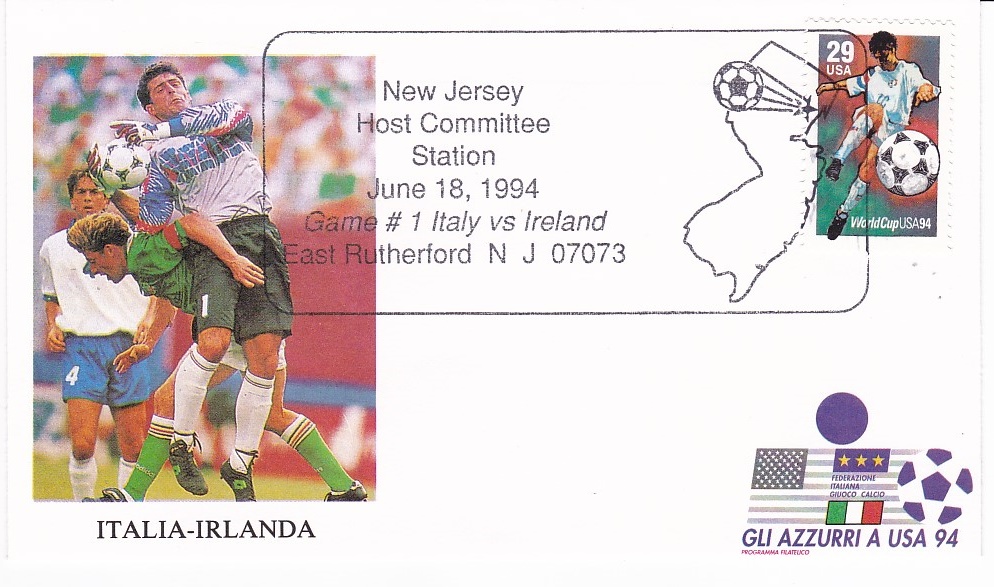 New Jersey
Host Committee
Station
June 18, 1994
Game # 1 Italy vs Ireland
East Rutherford N J 07073
29
USA
WorldCupUSA94
1
4
ITALIA-IRLANDA
FEDERAZIONE
ITALIANA
GIUOCO CALCIO
GLI AZZURRI A USA 94
PROGRAMMA FILATELICO